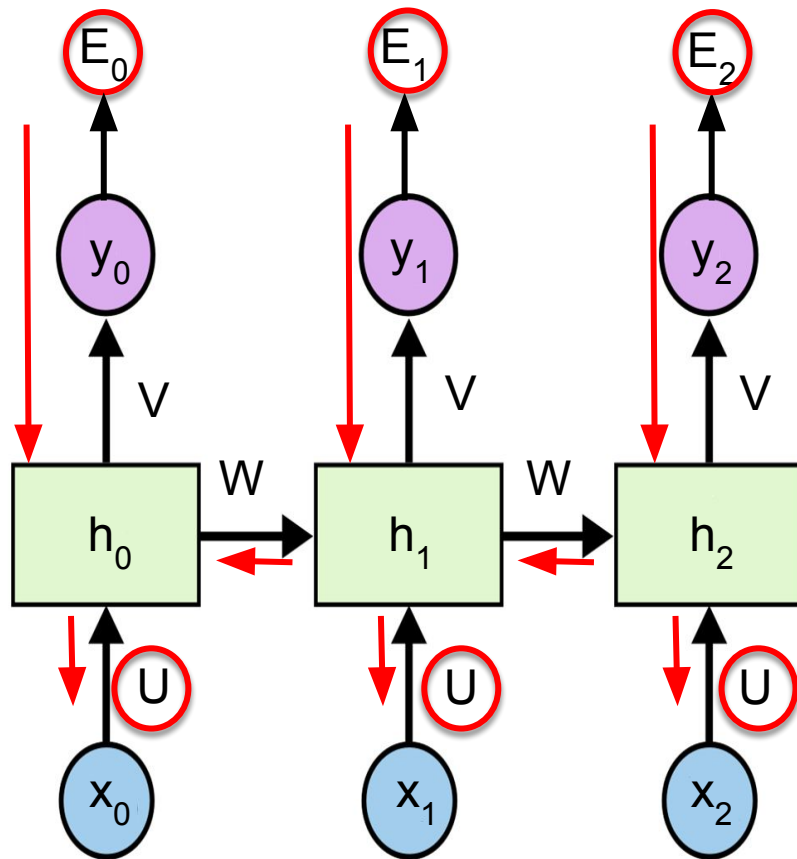 E₀ E₁ E₂
y₀ y₁ y₂
V V V
W W
h₀ h₁ h₂
U U U
x₀ x₁ x₂